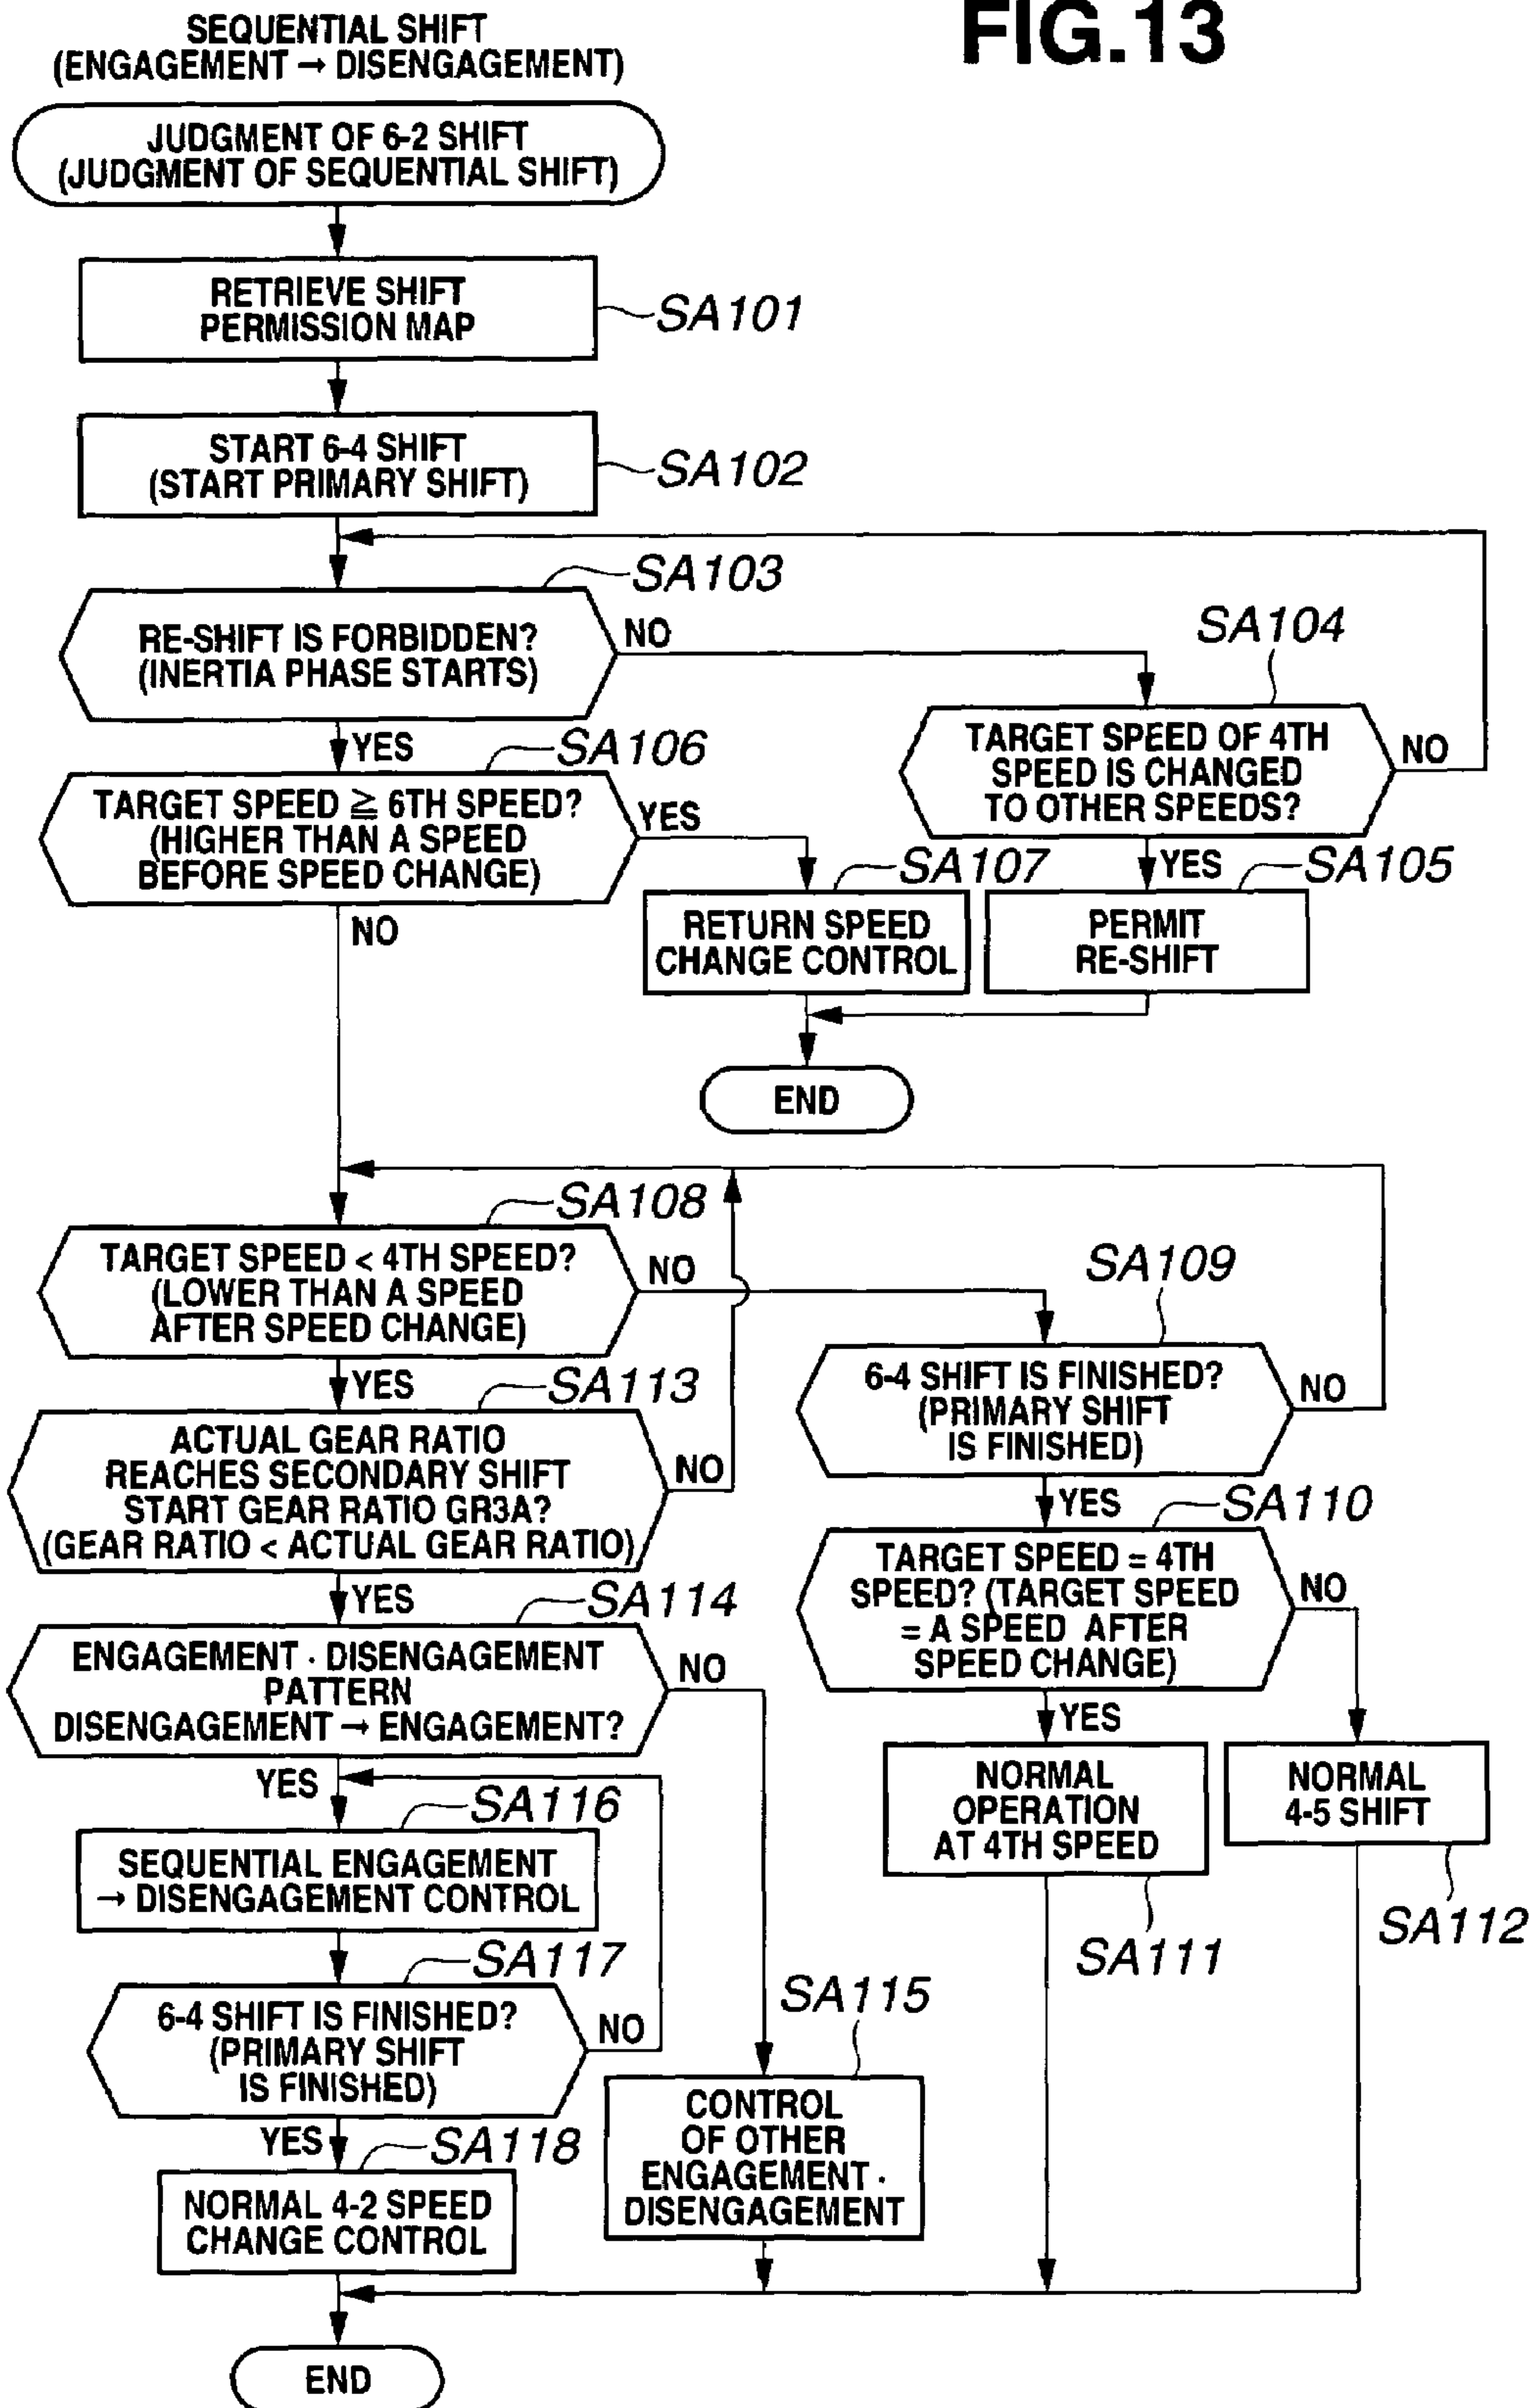 FIG.13
SEQUENTIAL SHIFT
(ENGAGEMENT → DISENGAGEMENT)
JUDGMENT OF 6-2 SHIFT
(JUDGMENT OF SEQUENTIAL SHIFT)
RETRIEVE SHIFT
PERMISSION MAP
SA101
START 6-4 SHIFT
(START PRIMARY SHIFT)
SA102
SA103
RE-SHIFT IS FORBIDDEN?
(INERTIA PHASE STARTS)
NO
YES
SA104
TARGET SPEED OF 4TH
SPEED IS CHANGED
TO OTHER SPEEDS?
NO
YES
SA106
TARGET SPEED ≧ 6TH SPEED?
(HIGHER THAN A SPEED
BEFORE SPEED CHANGE)
YES
NO
SA107
RETURN SPEED
CHANGE CONTROL
SA105
PERMIT
RE-SHIFT
END
SA108
TARGET SPEED < 4TH SPEED?
(LOWER THAN A SPEED
AFTER SPEED CHANGE)
NO
YES
SA109
6-4 SHIFT IS FINISHED?
(PRIMARY SHIFT
IS FINISHED)
NO
YES
SA113
ACTUAL GEAR RATIO
REACHES SECONDARY SHIFT
START GEAR RATIO GR3A?
(GEAR RATIO < ACTUAL GEAR RATIO)
NO
YES
SA110
TARGET SPEED = 4TH
SPEED? (TARGET SPEED
= A SPEED AFTER
SPEED CHANGE)
NO
YES
SA114
ENGAGEMENT · DISENGAGEMENT
PATTERN
DISENGAGEMENT → ENGAGEMENT?
NO
YES
NORMAL
OPERATION
AT 4TH SPEED
SA111
NORMAL
4-5 SHIFT
SA112
SA116
SEQUENTIAL ENGAGEMENT
→ DISENGAGEMENT CONTROL
SA117
6-4 SHIFT IS FINISHED?
(PRIMARY SHIFT
IS FINISHED)
NO
YES
SA115
CONTROL
OF OTHER
ENGAGEMENT ·
DISENGAGEMENT
SA118
NORMAL 4-2 SPEED
CHANGE CONTROL
END